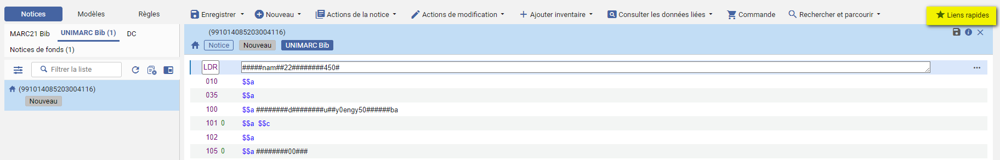 Notices Modèles Règles Enregistrer Nouveau Actions de la notice Actions de modification Ajouter inventaire Consulter les données liées Commande Rechercher et parcourir Liens rapides
MARC21 Bib UNIMARC Bib (1) DC
Notices de fonds (1)
Filtrer la liste
(991014085203004116)
Nouveau
(991014085203004116)
Notice Nouveau UNIMARC Bib
LDR #####nam##22########450#
010 $$a
035 $$a
100 $$a ########d########u##y0engy50######ba
101 0 $$a $$c
102 $$a
105 0 $$a ########00###